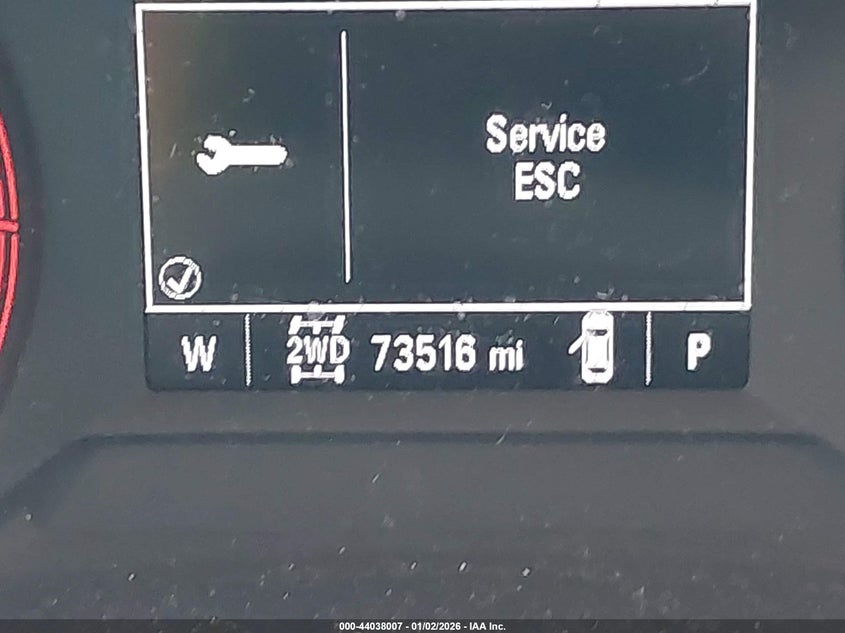 Service
ESC
W 2WD 73516 mi P
000-44038007 - 01/02/2026 - IAA Inc.